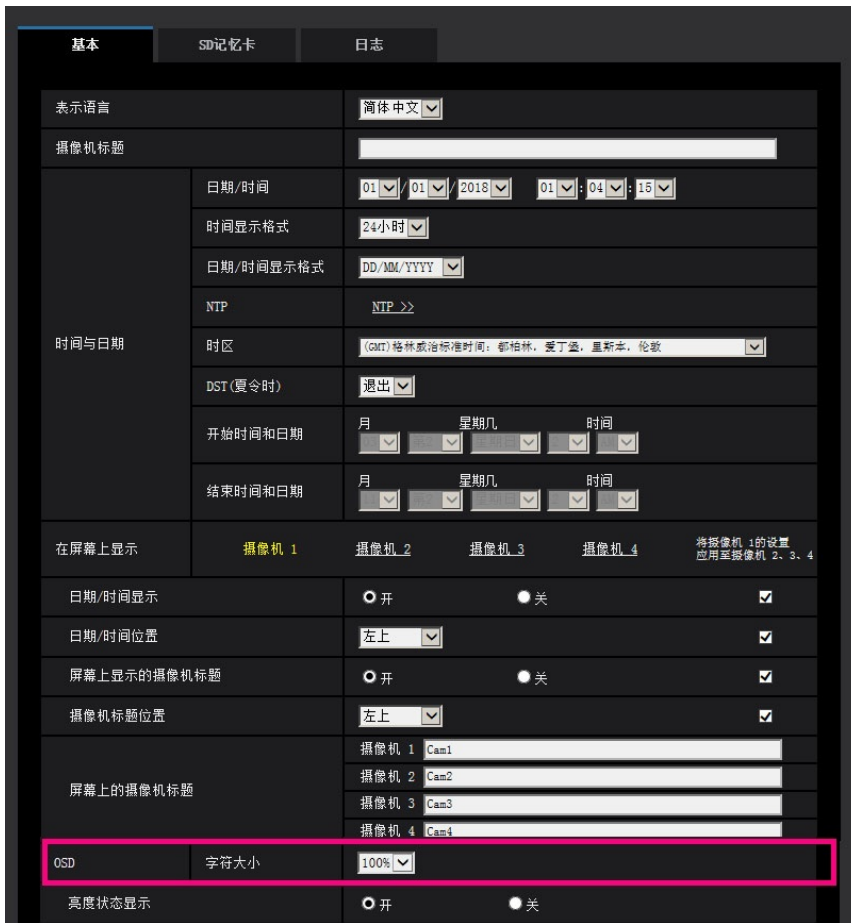 基本 SD记忆卡 日志
表示语言 简体中文
摄像机标题
日期/时间 01 / 01 / 2018 01 : 04 : 15
时间显示格式 24小时
日期/时间显示格式 DD/MM/YYYY
NTP NTP >>
时间与日期 时区 (GMT)格林威治标准时间: 都柏林, 爱丁堡, 里斯本, 伦敦
DST(夏令时) 退出
月 星期几 时间
开始时间和日期
月 星期几 时间
结束时间和日期
在屏幕上显示 摄像机 1 摄像机 2 摄像机 3 摄像机 4 将摄像机 1的设置
应用至摄像机 2、3、4
日期/时间显示 开 关
日期/时间位置 左上
屏幕上显示的摄像机标题 开 关
摄像机标题位置 左上
摄像机 1 Cam1
摄像机 2 Cam2
屏幕上的摄像机标题
摄像机 3 Cam3
摄像机 4 Cam4
OSD 字符大小 100%
亮度状态显示 开 关